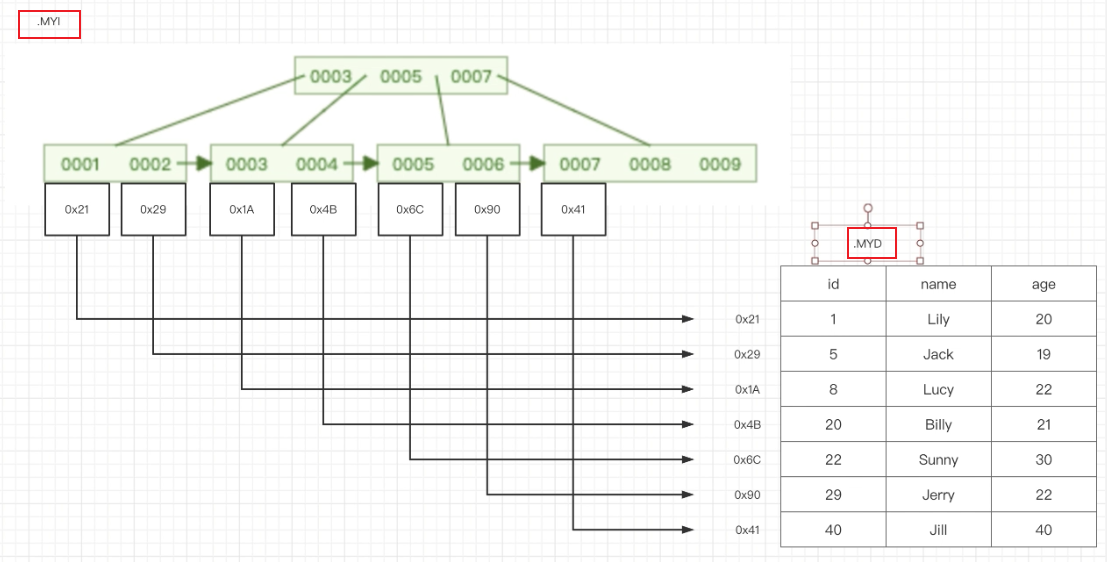 .MYI
0003 0005 0007
0001 0002 0003 0004 0005 0006 0007 0008 0009
0x21 0x29 0x1A 0x4B 0x6C 0x90 0x41
.MYD
id name age
0x21 1 Lily 20
0x29 5 Jack 19
0x1A 8 Lucy 22
0x4B 20 Billy 21
0x6C 22 Sunny 30
0x90 29 Jerry 22
0x41 40 Jill 40